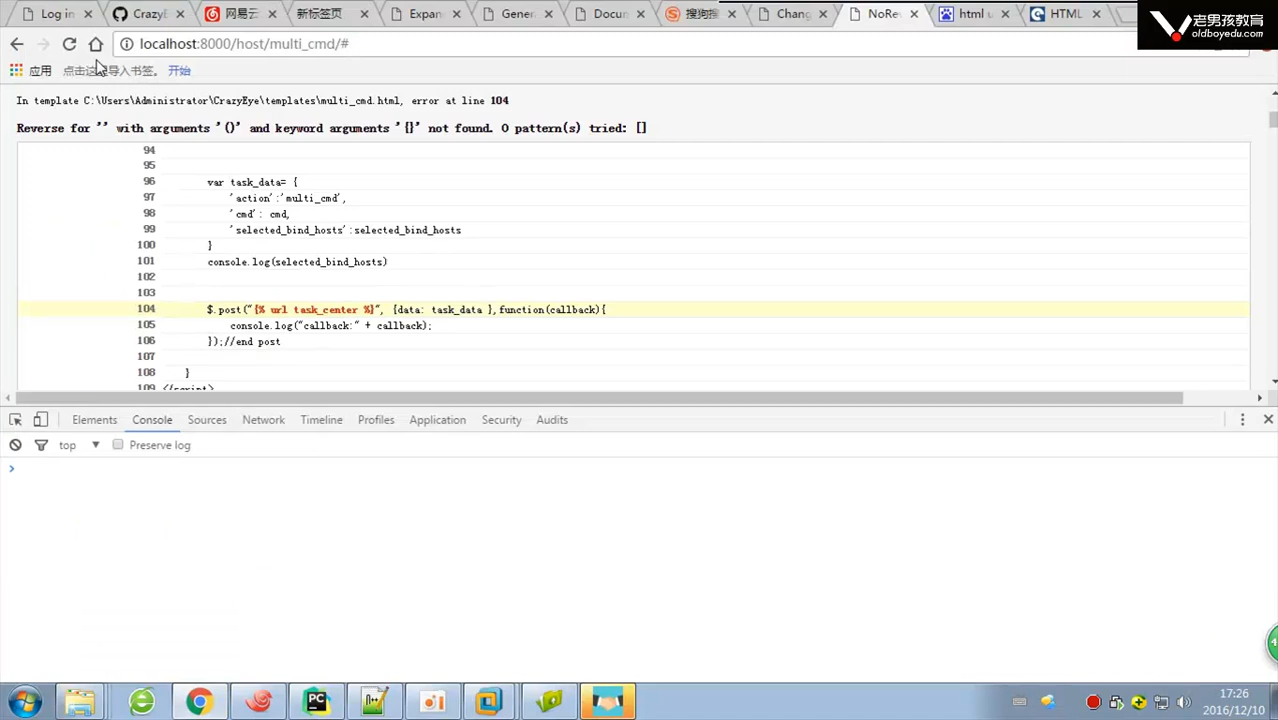 Log in
CrazyE
网易云
新标签页
Expan
Gener
Docun
搜狗搜
Chang
NoRe
html u
HTML
老男孩教育
oldboyedu.com
localhost:8000/host/multi_cmd/#
应用 导入书签。 开始
In template C:\Users\Administrator\CrazyEye\templates\multi_cmd.html, error at line 104
Reverse for '' with arguments '()' and keyword arguments '{}' not found. 0 pattern(s) tried: []
94
95
96 var task_data= {
97 'action':'multi_cmd',
98 'cmd': cmd,
99 'selected_bind_hosts':selected_bind_hosts
100 }
101 console.log(selected_bind_hosts)
102
103
104 $.post("{% url task_center %}", {data: task_data },function(callback){
105 console.log("callback:" + callback);
106 });//end post
107
108 }
109 </script>
Elements Console Sources Network Timeline Profiles Application Security Audits
top Preserve log
17:26
2016/12/10